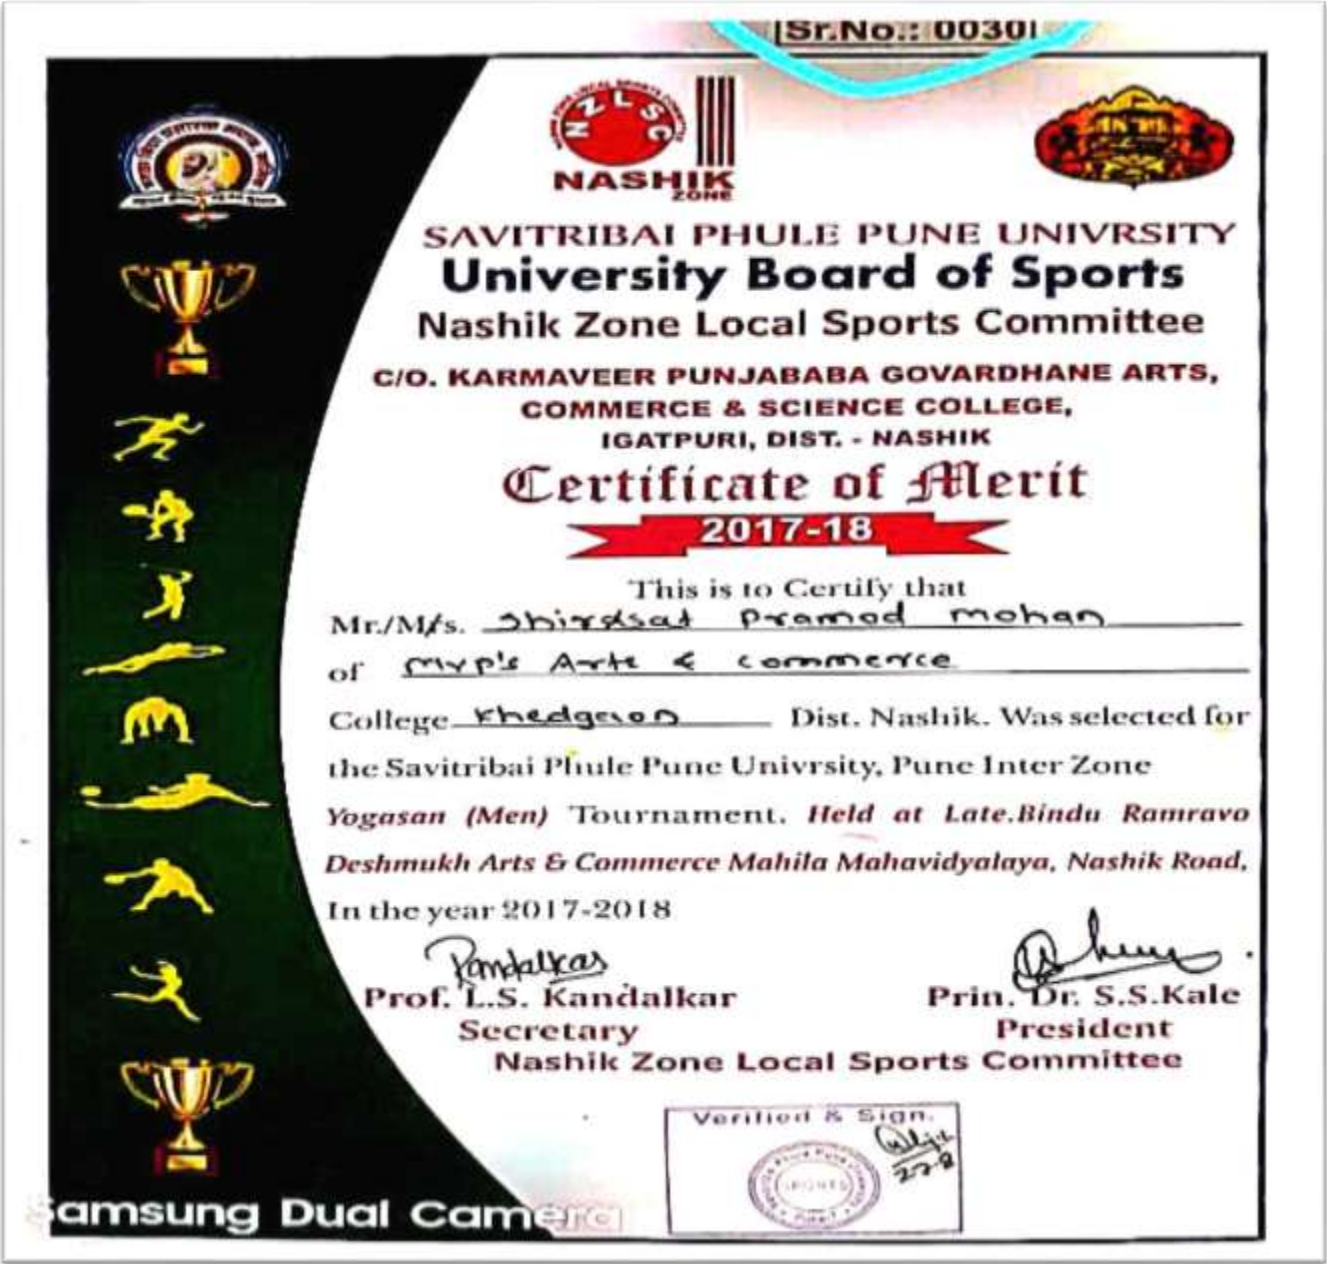 Sr.No.: 00301
NZLSC
NASHIK
ZONE
SAVITRIBAI PHULE PUNE UNIVRSITY
University Board of Sports
Nashik Zone Local Sports Committee
C/O. KARMAVEER PUNJABABA GOVARDHANE ARTS,
COMMERCE & SCIENCE COLLEGE,
IGATPURI, DIST. - NASHIK
Certificate of Merit
2017-18
This is to Certify that
Mr./M/s. Shirdsat Pramod mohan
of mvp's Arts & commerce
College Khedgaon Dist. Nashik. Was selected for
the Savitribai Phule Pune Univrsity, Pune Inter Zone
Yogasan (Men) Tournament. Held at Late.Bindu Ramravo
Deshmukh Arts & Commerce Mahila Mahavidyalaya, Nashik Road,
In the year 2017-2018
Prof. L.S. Kandalkar Prin. Dr. S.S.Kale
Secretary President
Nashik Zone Local Sports Committee
Verified & Sign.
SPORTS
Samsung Dual Camera